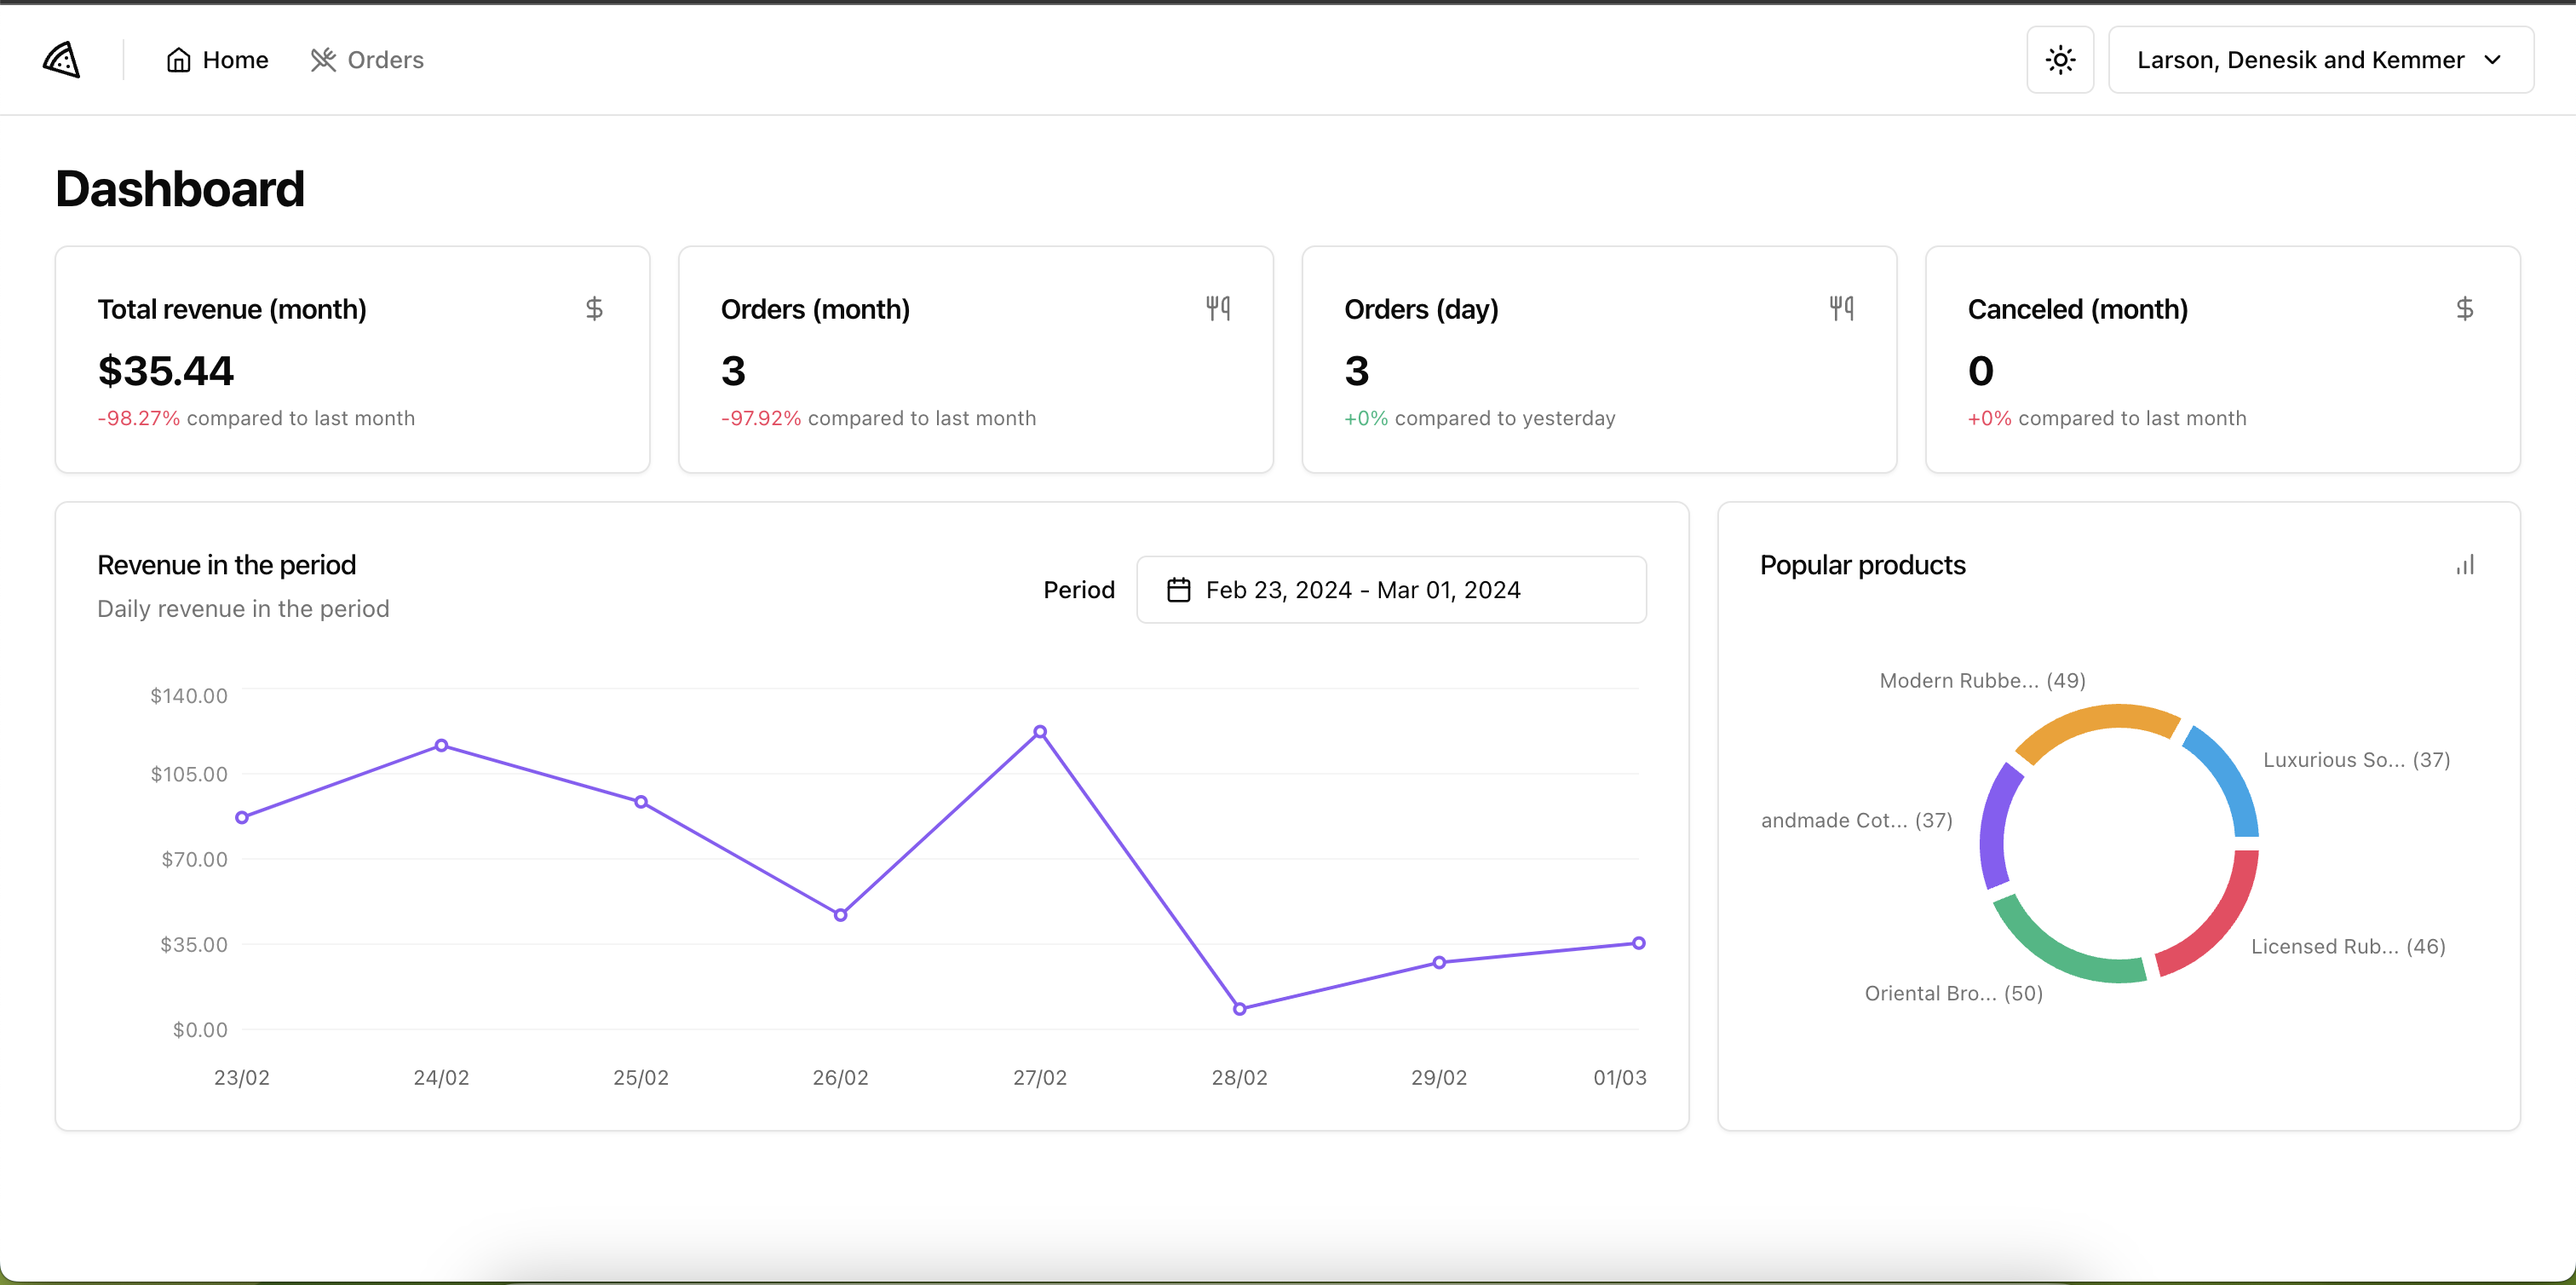 Home
Orders
Larson, Denesik and Kemmer
Dashboard
Total revenue (month)
$35.44
-98.27% compared to last month
Orders (month)
3
-97.92% compared to last month
Orders (day)
3
+0% compared to yesterday
Canceled (month)
$
0
+0% compared to last month
Revenue in the period
Daily revenue in the period
Period
Feb 23, 2024 - Mar 01, 2024
$140.00
$105.00
$70.00
$35.00
$0.00
23/02
24/02
25/02
26/02
27/02
28/02
29/02
01/03
Popular products
Modern Rubbe... (49)
Luxurious So... (37)
andmade Cot... (37)
Licensed Rub... (46)
Oriental Bro... (50)